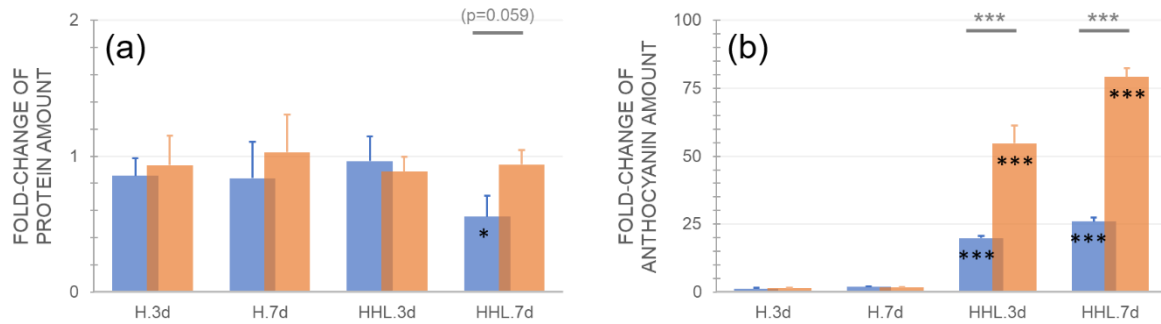 (a)
FOLD-CHANGE OF
PROTEIN AMOUNT
2
1
0
(p=0.059)
*
H.3d H.7d HHL.3d HHL.7d
(b)
FOLD-CHANGE OF
ANTHOCYANIN AMOUNT
100
75
50
25
0
*** ***
*** ***
*** ***
H.3d H.7d HHL.3d HHL.7d